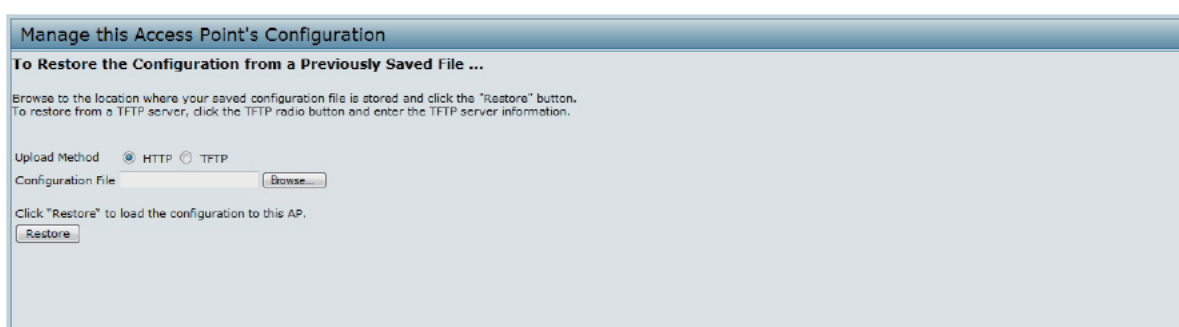 Manage this Access Point's Configuration
To Restore the Configuration from a Previously Saved File ...
Browse to the location where your saved configuration file is stored and click the "Restore" button.
To restore from a TFTP server, click the TFTP radio button and enter the TFTP server information.
Upload Method HTTP TFTP
Configuration File Browse...
Click "Restore" to load the configuration to this AP.
Restore